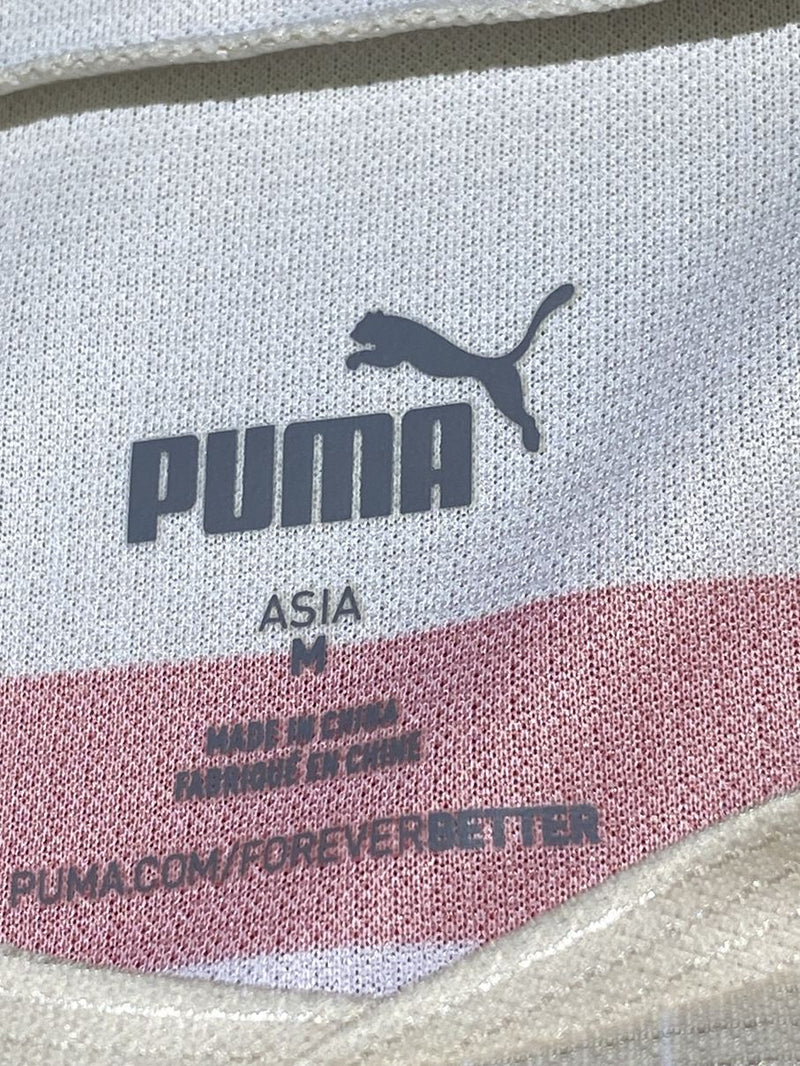 PUMA
ASIA
M
MADE IN CHINA
FABRIQUÉ EN CHINE
PUMA.COM/FOREVERBETTER